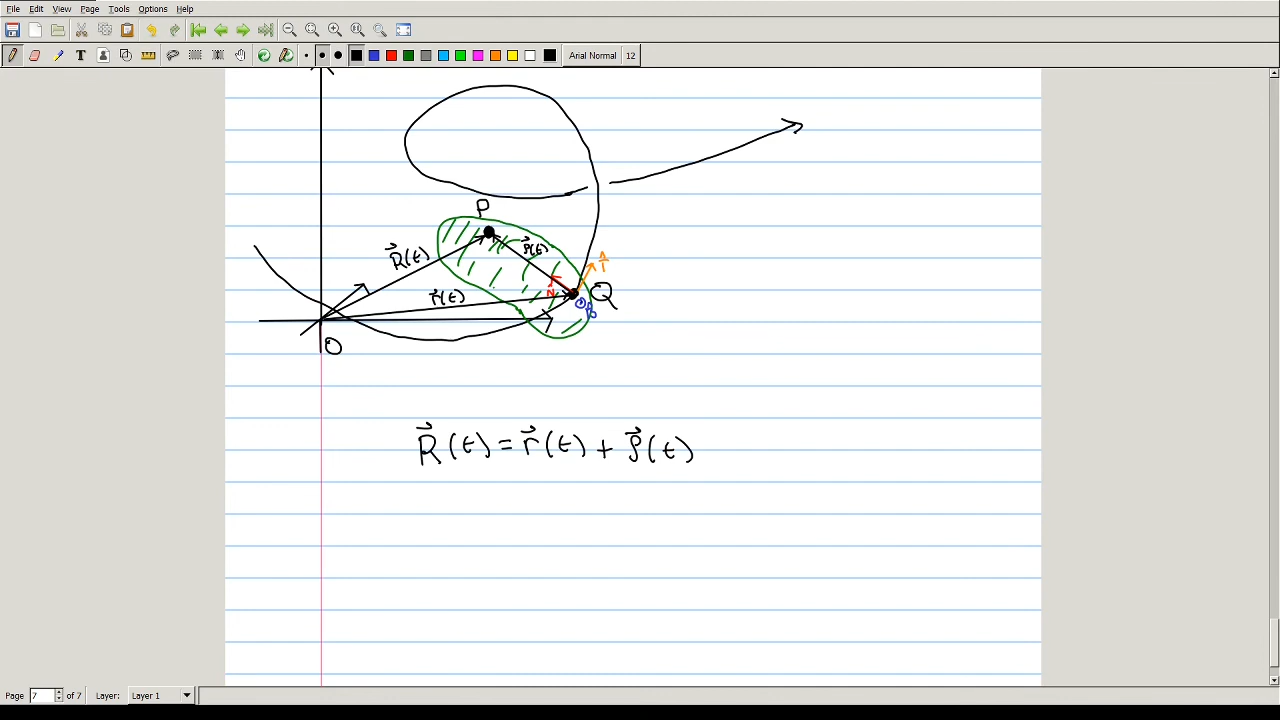 File Edit View Page Tools Options Help
T Arial Normal 12
P
R⃗(t) ρ⃗(t)
T̂
r⃗(t) N Q
B
O
R⃗(t) = r⃗(t) + ρ⃗(t)
Page 7 of 7 Layer: Layer 1